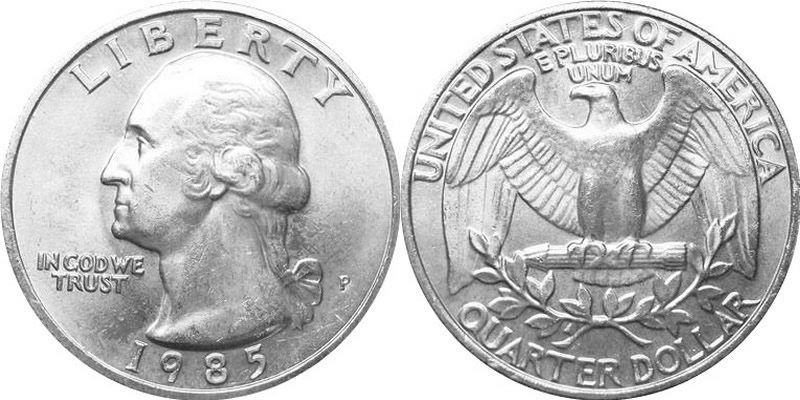 LIBERTY
IN GOD WE
TRUST
P
1985
UNITED STATES OF AMERICA
E PLURIBUS
UNUM
QUARTER DOLLAR